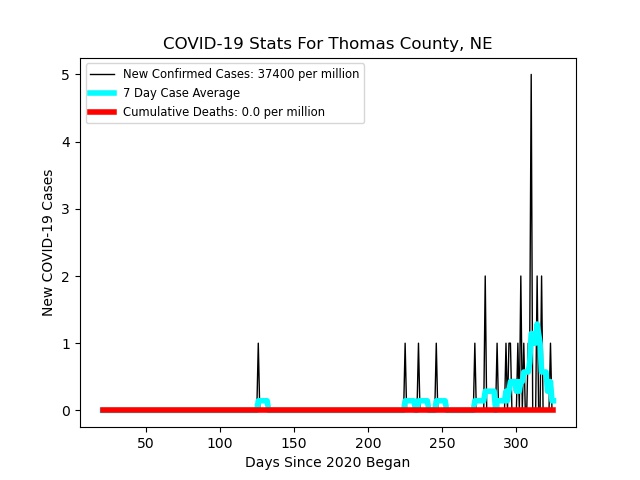 COVID-19 Stats For Thomas County, NE
New Confirmed Cases: 37400 per million
7 Day Case Average
Cumulative Deaths: 0.0 per million
New COVID-19 Cases
5
4
3
2
1
0
50 100 150 200 250 300
Days Since 2020 Began